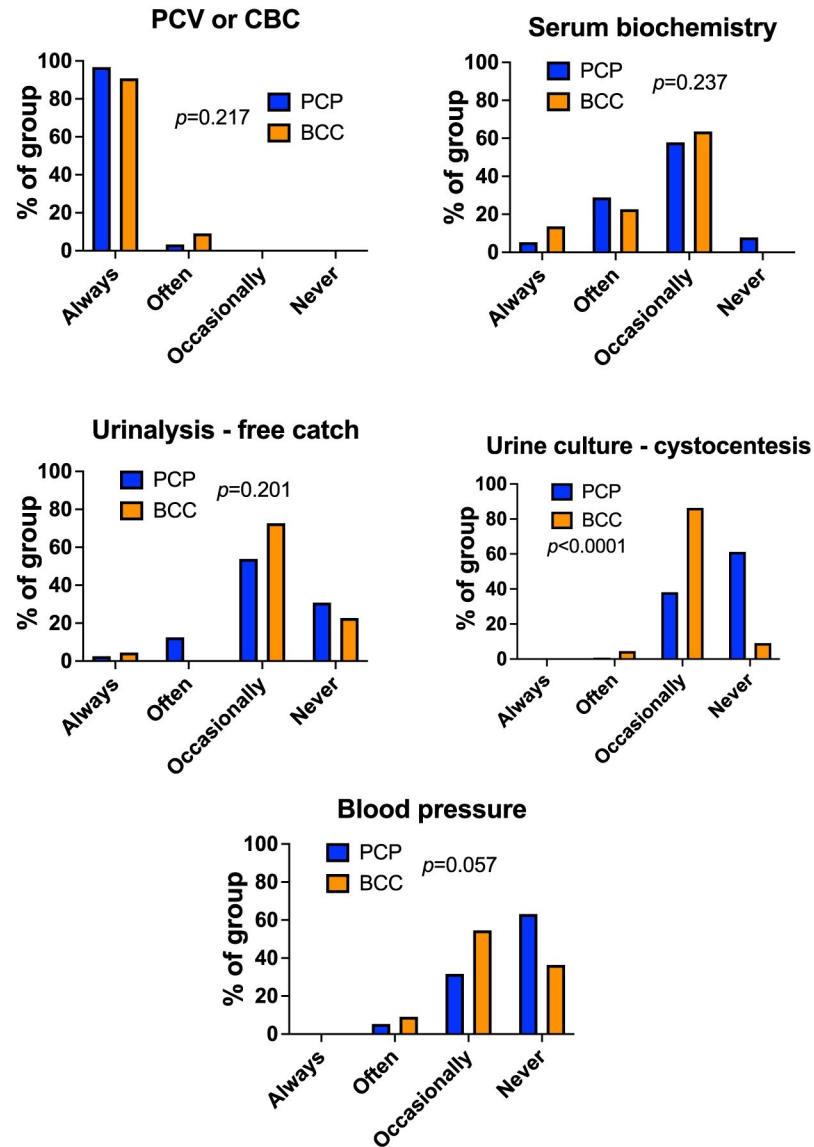 PCV or CBC
% of group
100
80
60
40
20
0
p=0.217
PCP
BCC
Always
Often
Occasionally
Never
Serum biochemistry
% of group
100
80
60
40
20
0
PCP
BCC
p=0.237
Always
Often
Occasionally
Never
Urinalysis - free catch
% of group
100
80
60
40
20
0
PCP
BCC
p=0.201
Always
Often
Occasionally
Never
Urine culture - cystocentesis
% of group
100
80
60
40
20
0
PCP
BCC
p<0.0001
Always
Often
Occasionally
Never
Blood pressure
% of group
100
80
60
40
20
0
PCP
BCC
p=0.057
Always
Often
Occasionally
Never